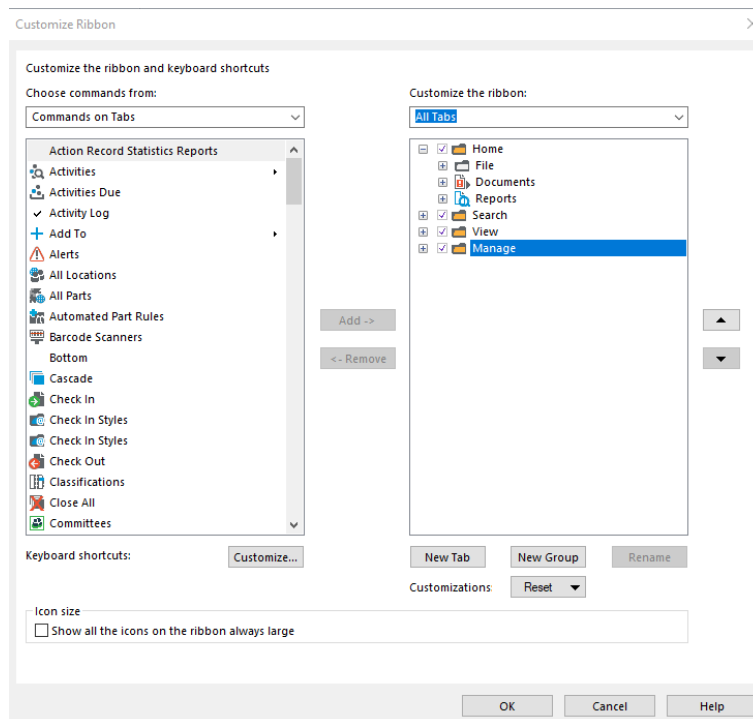 Customize Ribbon
Customize the ribbon and keyboard shortcuts
Choose commands from:
Customize the ribbon:
Commands on Tabs
All Tabs
Action Record Statistics Reports
Activities
Activities Due
Activity Log
Add To
Alerts
All Locations
All Parts
Automated Part Rules
Barcode Scanners
Bottom
Cascade
Check In
Check In Styles
Check In Styles
Check Out
Classifications
Close All
Committees
Add ->
<- Remove
Home
File
Documents
Reports
Search
View
Manage
Keyboard shortcuts:
Customize...
New Tab
New Group
Rename
Customizations:
Reset
Icon size
Show all the icons on the ribbon always large
OK
Cancel
Help